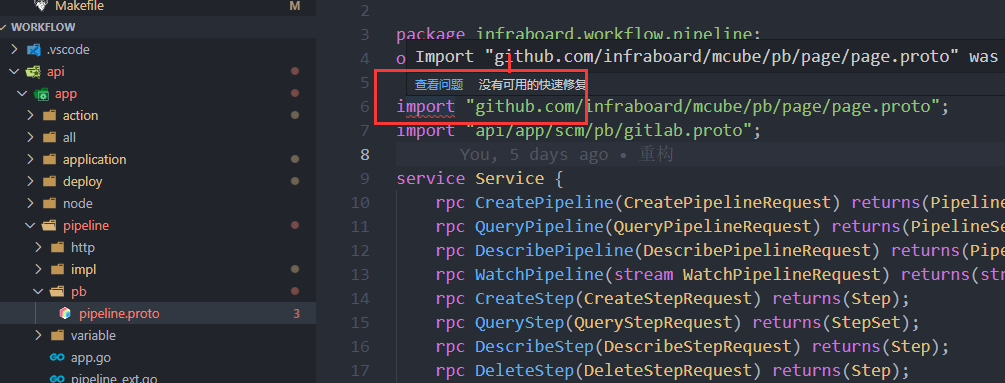 Makefile M
WORKFLOW
.vscode
api
app
action
all
application
deploy
node
pipeline
http
impl
pb
pipeline.proto 3
variable
app.go
pipeline_ext.go
2
3 package infraboard.workflow.pipeline;
4 o Import "github.com/infraboard/mcube/pb/page/page.proto" was
5 查看问题 没有可用的快速修复
6 import "github.com/infraboard/mcube/pb/page/page.proto";
7 import "api/app/scm/pb/gitlab.proto";
8 You, 5 days ago • 重构
9 service Service {
10 rpc CreatePipeline(CreatePipelineRequest) returns(Pipeline
11 rpc QueryPipeline(QueryPipelineRequest) returns(PipelineSe
12 rpc DescribePipeline(DescribePipelineRequest) returns(Pipe
13 rpc WatchPipeline(stream WatchPipelineRequest) returns(str
14 rpc CreateStep(CreateStepRequest) returns(Step);
15 rpc QueryStep(QueryStepRequest) returns(StepSet);
16 rpc DescribeStep(DescribeStepRequest) returns(Step);
17 rpc DeleteStep(DeleteStepRequest) returns(Step);